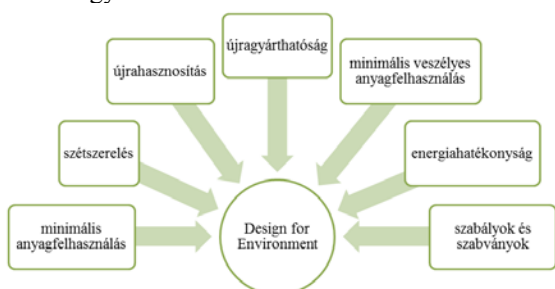 újragyárthatóság
újrahasznosítás
minimális veszélyes
anyagfelhasználás
szétszerelés
energiahatékonyság
minimális
anyagfelhasználás
Design for
Environment
szabályok és
szabványok